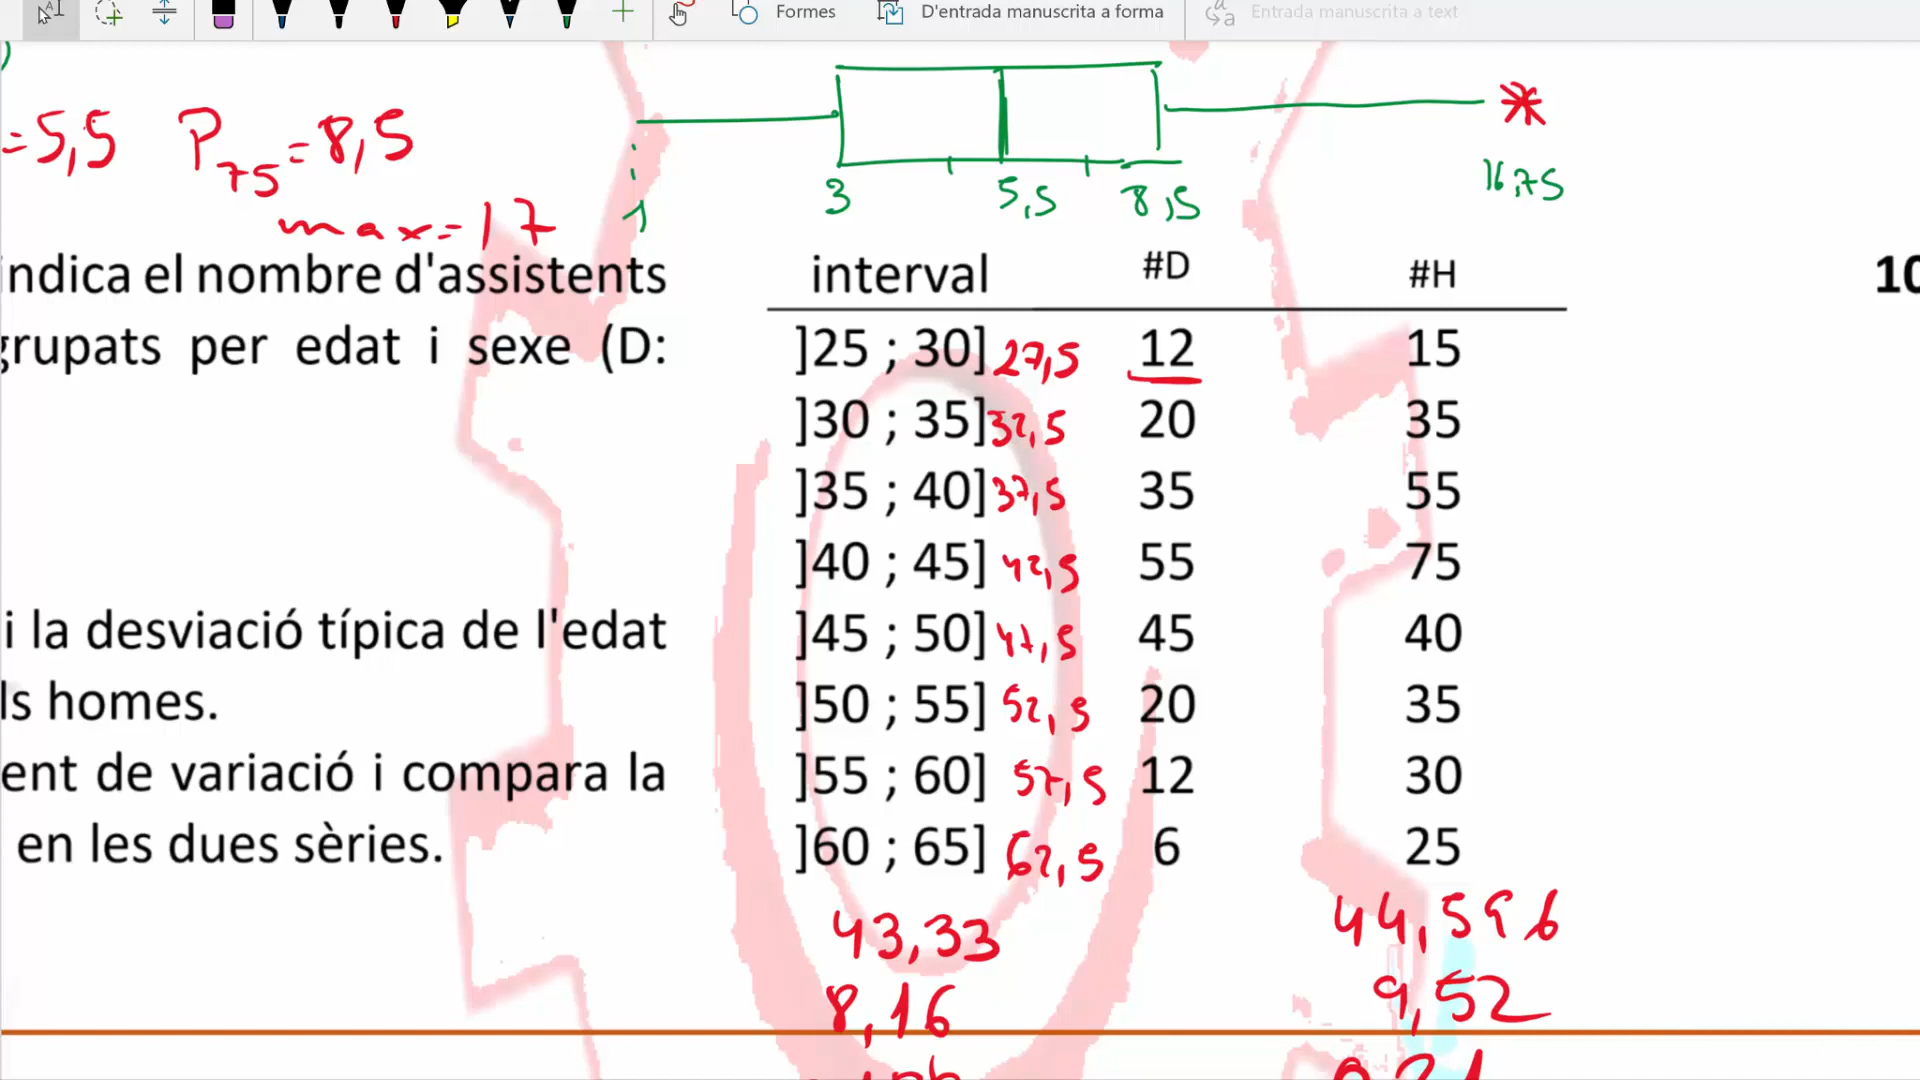 Formes D'entrada manuscrita a forma Entrada manuscrita a text
=5,5 P75=8,5
max=17
1 3 5,5 8,5 16,75
indica el nombre d'assistents
grupats per edat i sexe (D:
i la desviació típica de l'edat
ls homes.
ent de variació i compara la
en les dues sèries.
interval #D #H
]25 ; 30] 27,5 12 15
]30 ; 35] 32,5 20 35
]35 ; 40] 37,5 35 55
]40 ; 45] 42,5 55 75
]45 ; 50] 47,5 45 40
]50 ; 55] 52,5 20 35
]55 ; 60] 57,5 12 30
]60 ; 65] 62,5 6 25
43,33 44,596
8,16 9,52
10